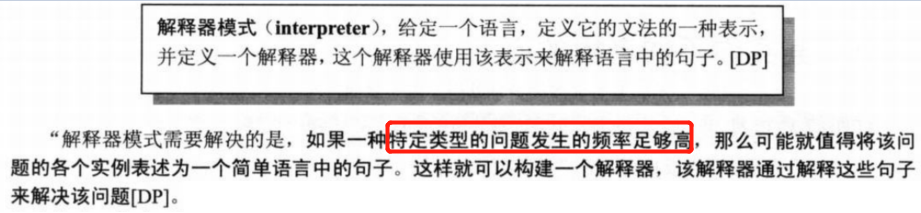 解释器模式（interpreter），给定一个语言，定义它的文法的一种表示，
并定义一个解释器，这个解释器使用该表示来解释语言中的句子。[DP]
“解释器模式需要解决的是，如果一种特定类型的问题发生的频率足够高，那么可能就值得将该问
题的各个实例表述为一个简单语言中的句子。这样就可以构建一个解释器，该解释器通过解释这些句子
来解决该问题[DP]。